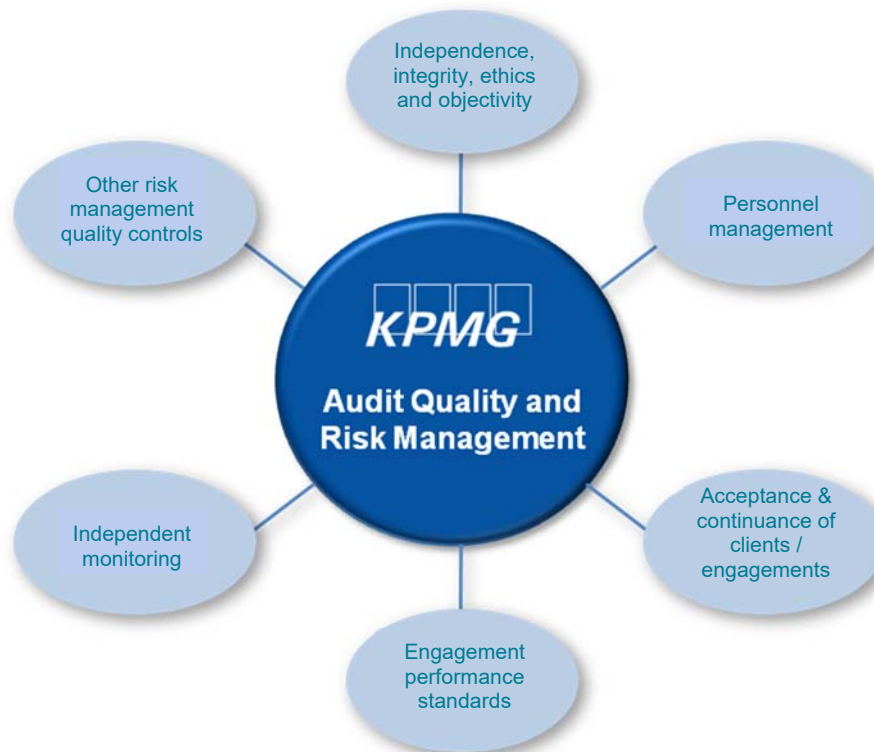 Independence,
integrity, ethics
and objectivity
Other risk
management
quality controls
Personnel
management
KPMG
Audit Quality and
Risk Management
Independent
monitoring
Acceptance &
continuance of
clients /
engagements
Engagement
performance
standards